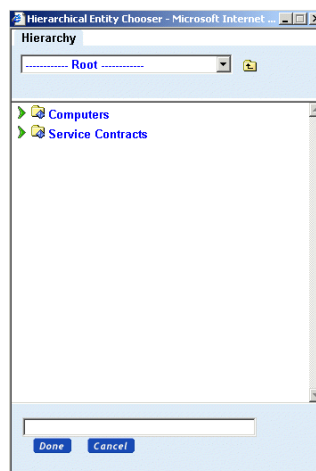 Hierarchical Entity Chooser - Microsoft Internet ...
Hierarchy
------------ Root ------------
Computers
Service Contracts
Done Cancel